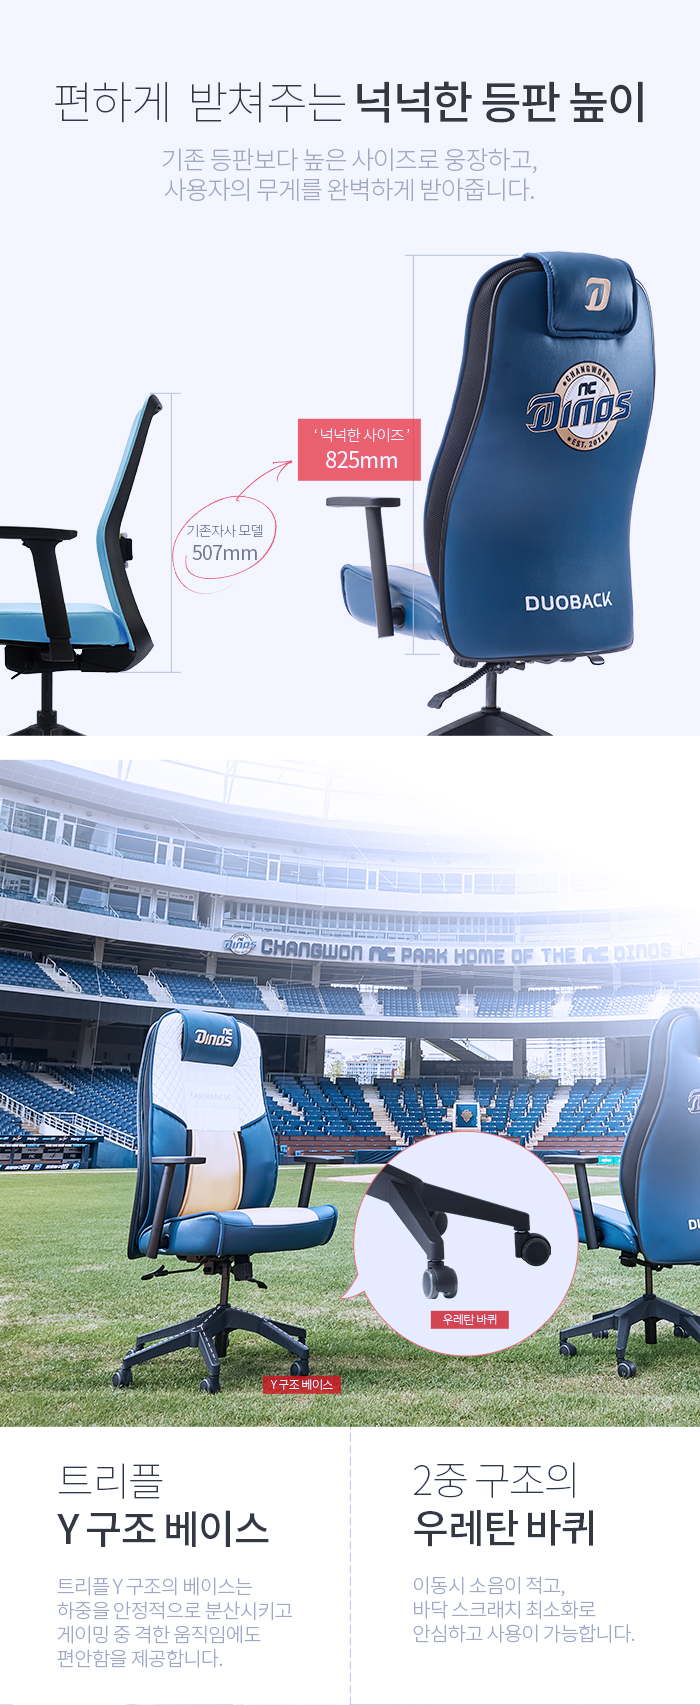 편하게 받쳐주는 넉넉한 등판 높이
기존 등판보다 높은 사이즈로 웅장하고,
사용자의 무게를 완벽하게 받아줍니다.
D
CHANGWON
NC
DINOS
EST. 2011
' 넉넉한 사이즈 '
825mm
기존자사 모델
507mm
DUOBACK
NC DINOS CHANGWON NC PARK HOME OF THE NC DINOS
NC
DINOS
우레탄 바퀴
Y 구조 베이스
트리플
Y 구조 베이스
트리플 Y 구조의 베이스는
하중을 안정적으로 분산시키고
게이밍 중 격한 움직임에도
편안함을 제공합니다.
2중 구조의
우레탄 바퀴
이동시 소음이 적고,
바닥 스크래치 최소화로
안심하고 사용이 가능합니다.